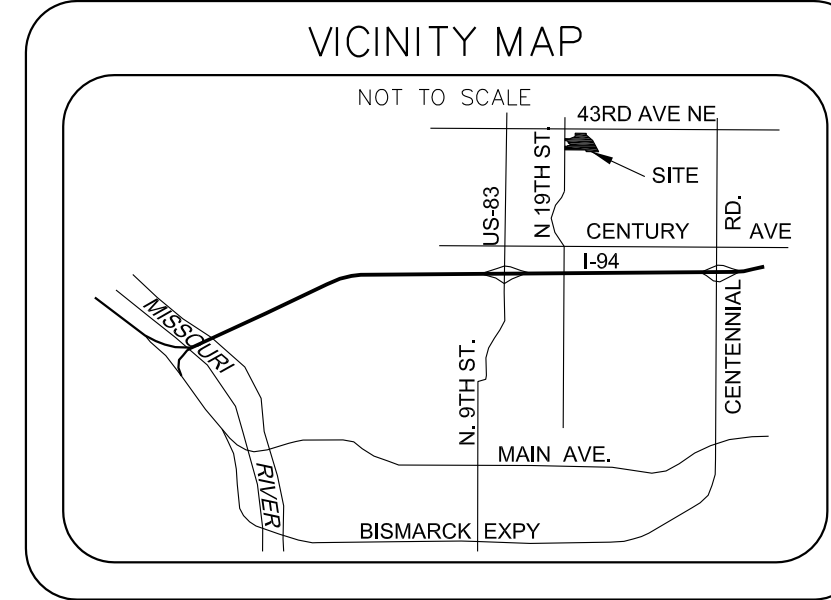 VICINITY MAP
NOT TO SCALE
43RD AVE NE
SITE
US-83
N 19TH ST.
RD.
CENTURY AVE
I-94
MISSOURI
CENTENNIAL
N. 9TH ST.
MAIN AVE.
RIVER
BISMARCK EXPY